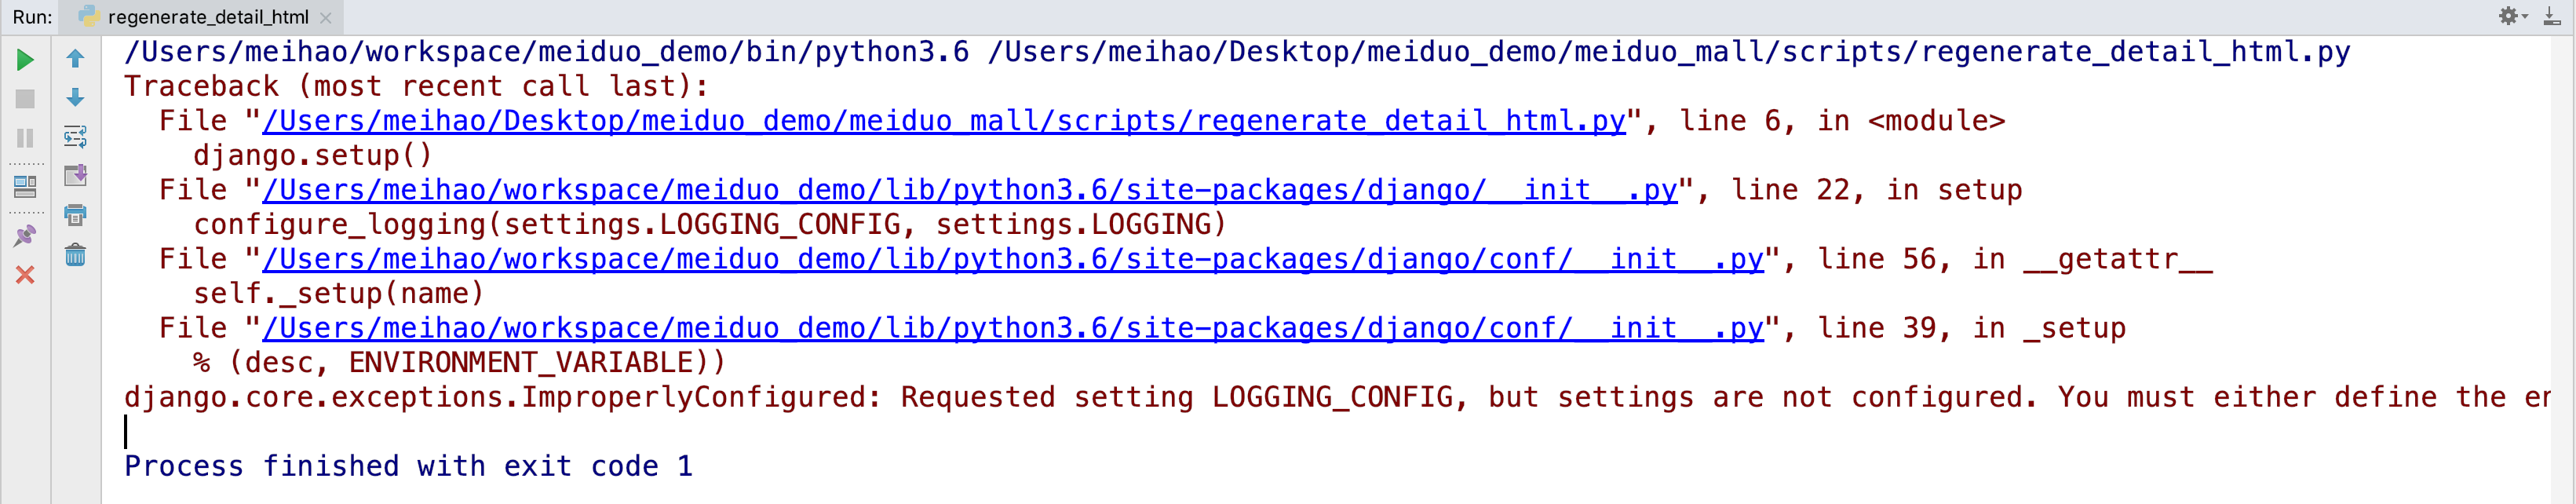 Run: regenerate_detail_html
/Users/meihao/workspace/meiduo_demo/bin/python3.6 /Users/meihao/Desktop/meiduo_demo/meiduo_mall/scripts/regenerate_detail_html.py
Traceback (most recent call last):
  File "/Users/meihao/Desktop/meiduo_demo/meiduo_mall/scripts/regenerate_detail_html.py", line 6, in <module>
    django.setup()
  File "/Users/meihao/workspace/meiduo_demo/lib/python3.6/site-packages/django/__init__.py", line 22, in setup
    configure_logging(settings.LOGGING_CONFIG, settings.LOGGING)
  File "/Users/meihao/workspace/meiduo_demo/lib/python3.6/site-packages/django/conf/__init__.py", line 56, in __getattr__
    self._setup(name)
  File "/Users/meihao/workspace/meiduo_demo/lib/python3.6/site-packages/django/conf/__init__.py", line 39, in _setup
    % (desc, ENVIRONMENT_VARIABLE))
django.core.exceptions.ImproperlyConfigured: Requested setting LOGGING_CONFIG, but settings are not configured. You must either define the
Process finished with exit code 1